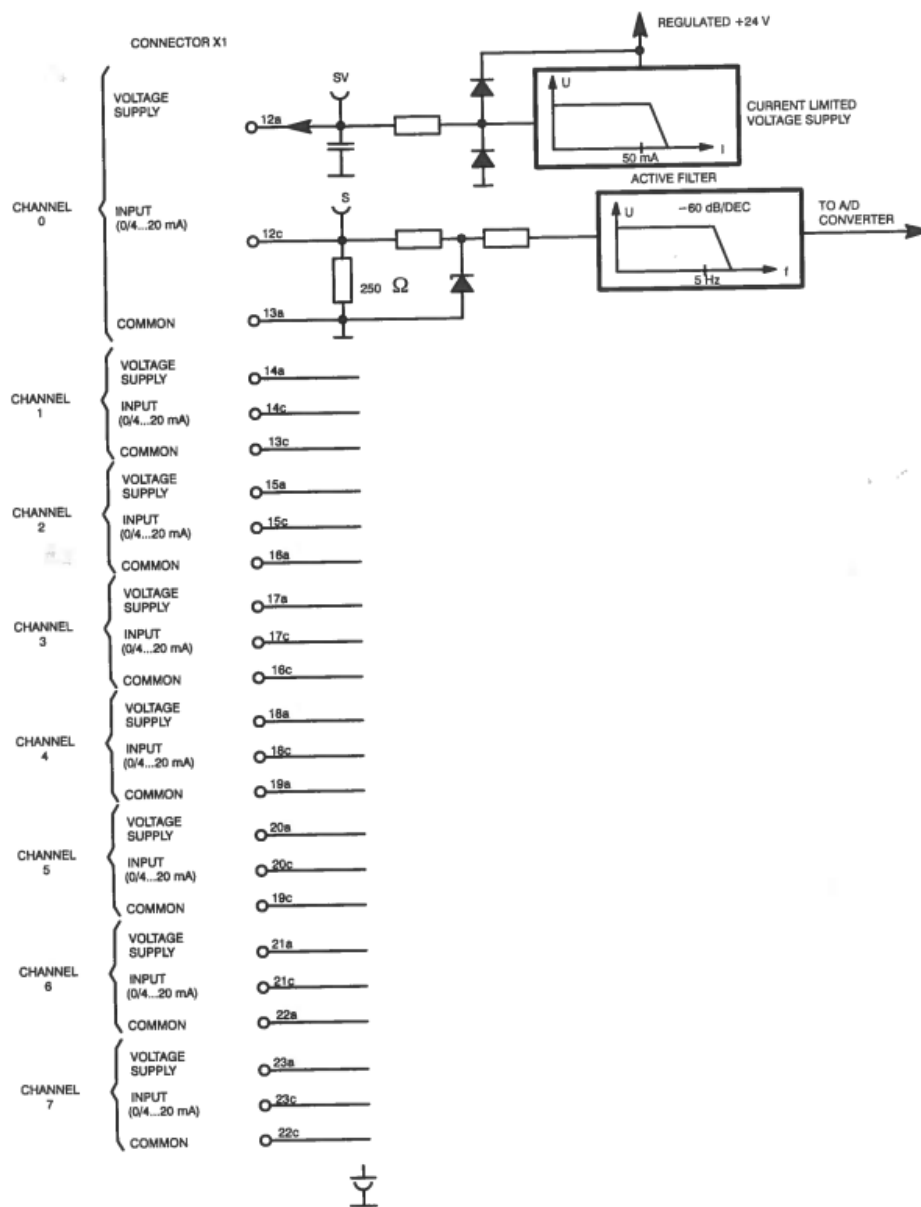 CONNECTOR X1
REGULATED +24 V
VOLTAGE
SUPPLY
12a
SV
U
I
50 mA
CURRENT LIMITED
VOLTAGE SUPPLY
CHANNEL
0
INPUT
(0/4...20 mA)
12c
S
250 Ω
ACTIVE FILTER
U
–60 dB/DEC
f
5 Hz
TO A/D
CONVERTER
COMMON
13a
CHANNEL
1
VOLTAGE
SUPPLY
14a
INPUT
(0/4...20 mA)
14c
COMMON
13c
CHANNEL
2
VOLTAGE
SUPPLY
15a
INPUT
(0/4...20 mA)
15c
COMMON
16a
CHANNEL
3
VOLTAGE
SUPPLY
17a
INPUT
(0/4...20 mA)
17c
COMMON
16c
CHANNEL
4
VOLTAGE
SUPPLY
18a
INPUT
(0/4...20 mA)
18c
COMMON
19a
CHANNEL
5
VOLTAGE
SUPPLY
20a
INPUT
(0/4...20 mA)
20c
COMMON
19c
CHANNEL
6
VOLTAGE
SUPPLY
21a
INPUT
(0/4...20 mA)
21c
COMMON
22a
CHANNEL
7
VOLTAGE
SUPPLY
23a
INPUT
(0/4...20 mA)
23c
COMMON
22c